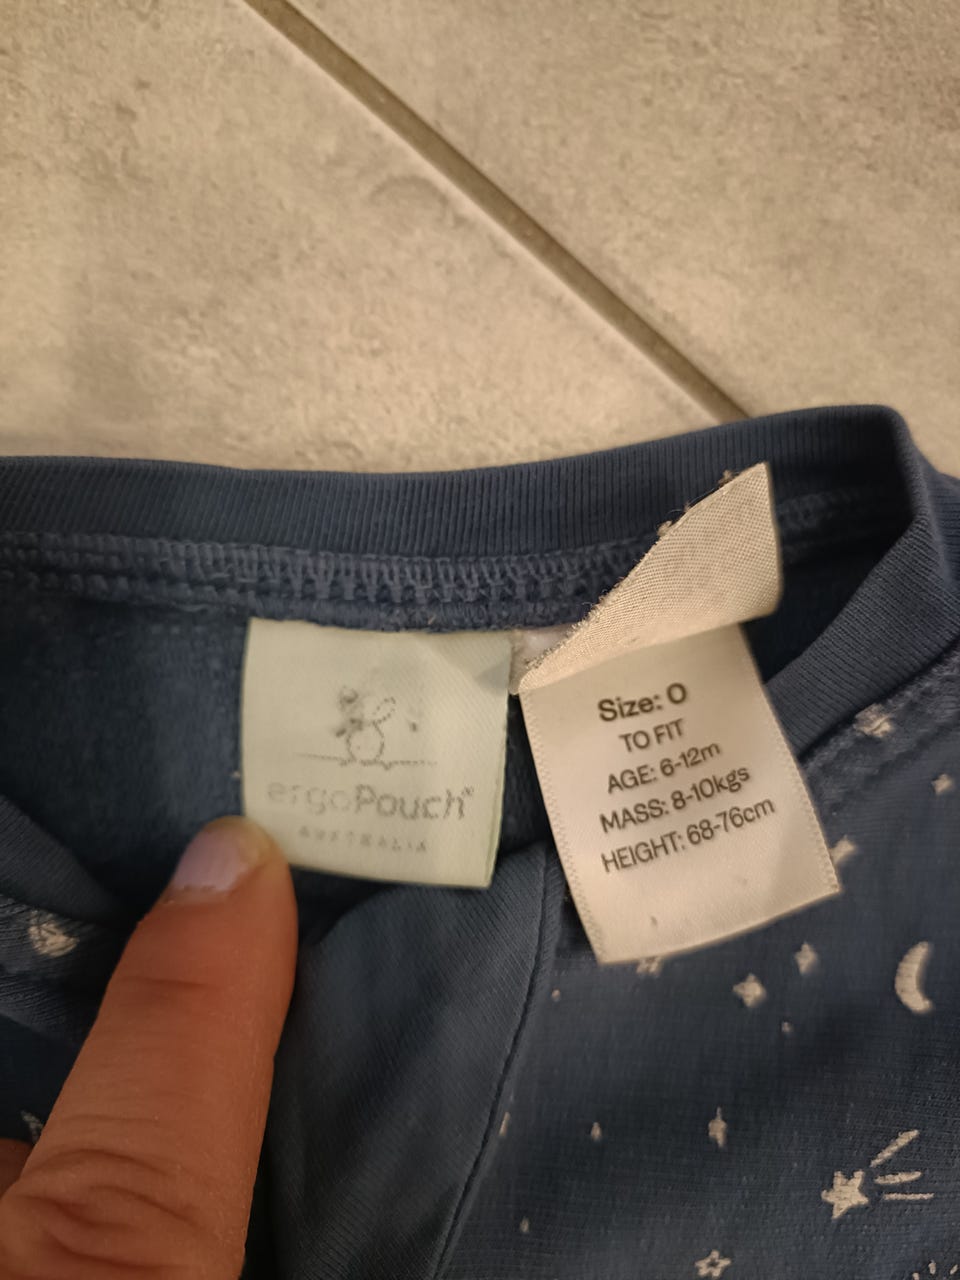 ergoPouch®
AUSTRALIA
Size: 0
TO FIT
AGE: 6-12m
MASS: 8-10kgs
HEIGHT: 68-76cm